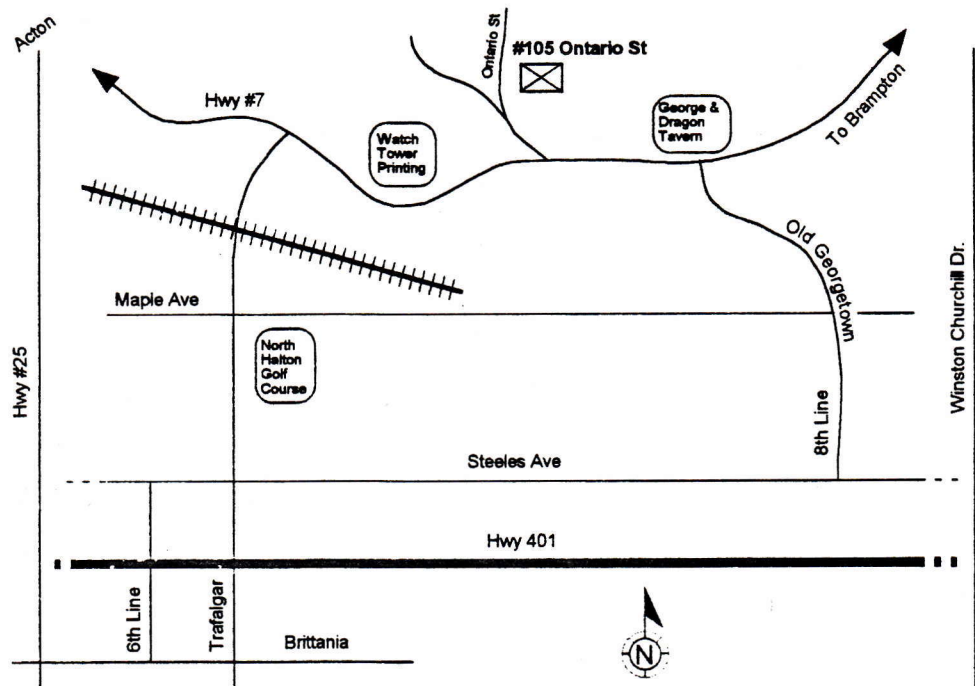 Acton
Ontario St
#105 Ontario St
Hwy #7
George &
Dragon
Tavern
To Brampton
Watch
Tower
Printing
Old Georgetown
Winston Churchill Dr.
Maple Ave
North
Halton
Golf
Course
Hwy #25
8th Line
Steeles Ave
Hwy 401
6th Line
Trafalgar
Brittania
N